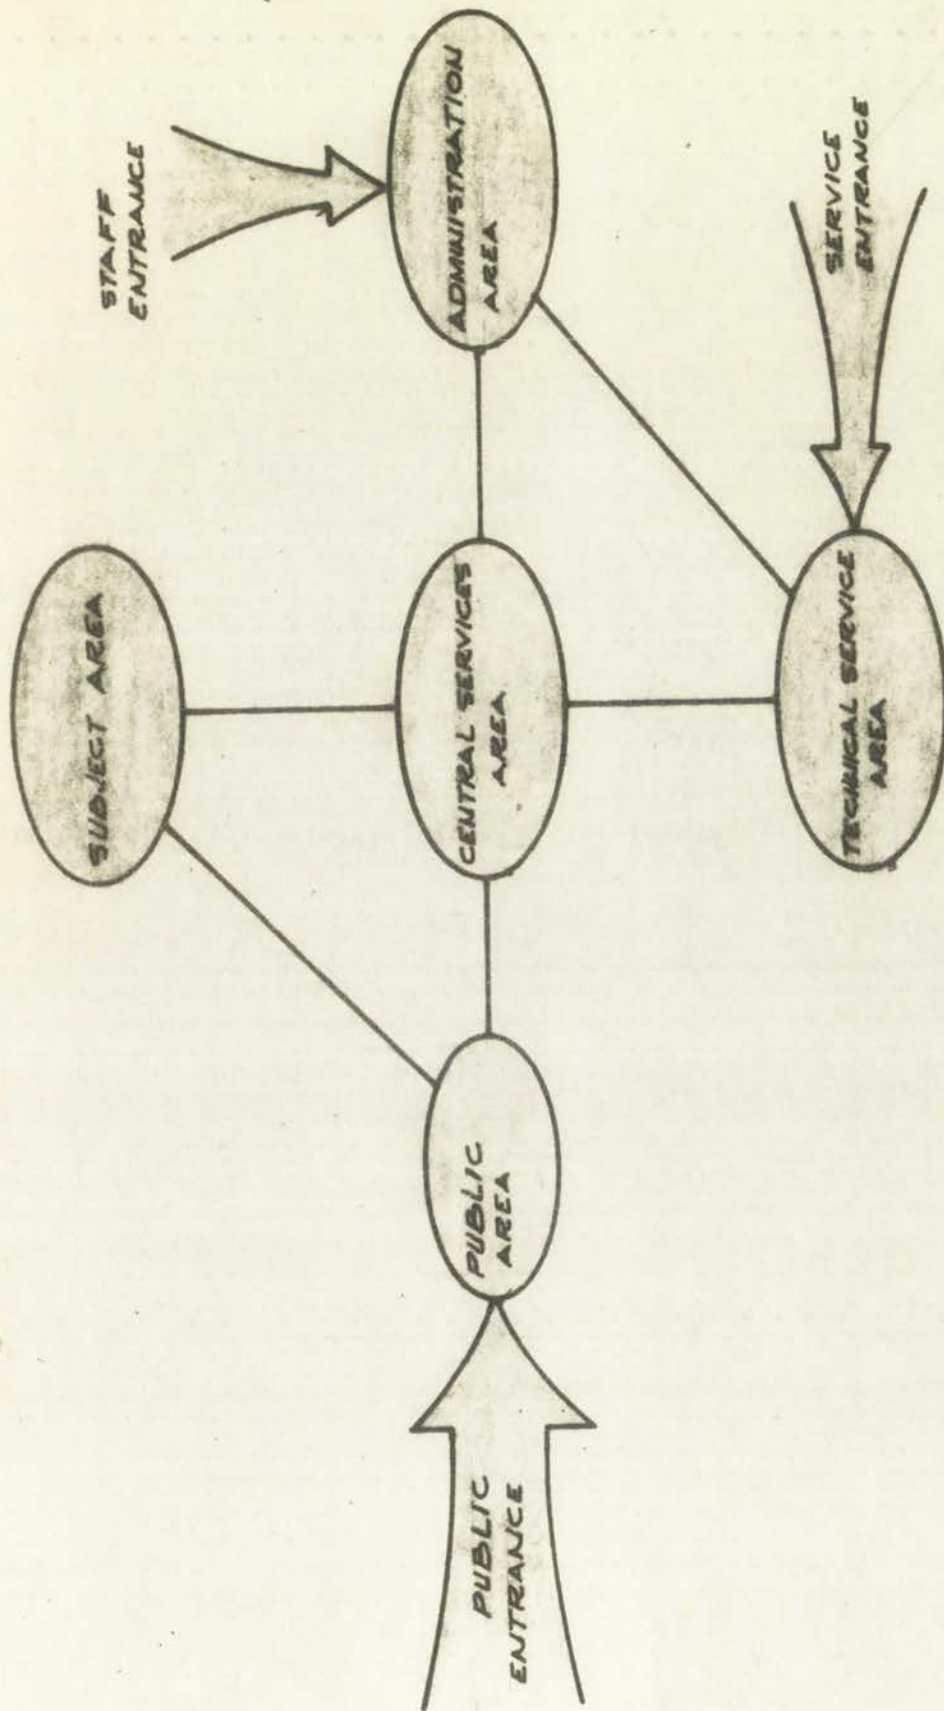 STAFF
ENTRANCE
ADMINISTRATION
AREA
SERVICE
ENTRANCE
SUBJECT AREA
CENTRAL SERVICES
AREA
TECHNICAL SERVICE
AREA
PUBLIC
AREA
PUBLIC
ENTRANCE